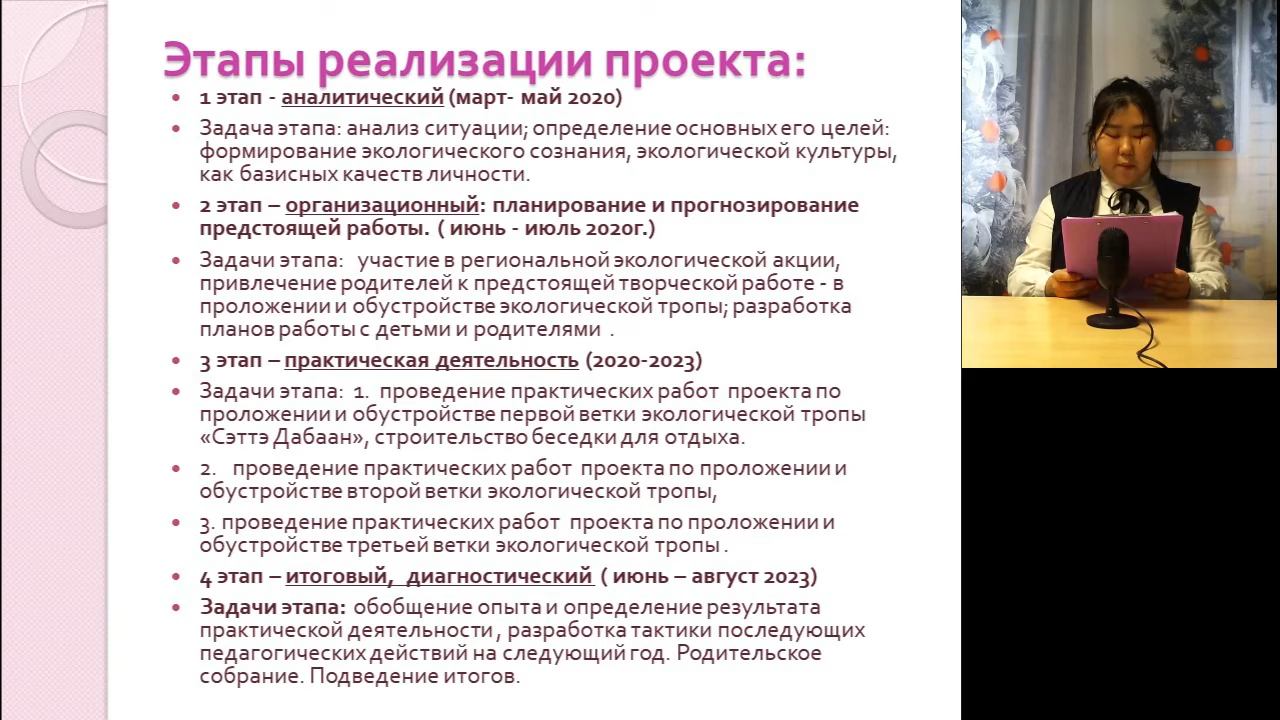 Этапы реализации проекта:
• 1 этап - аналитический (март- май 2020)
• Задача этапа: анализ ситуации; определение основных его целей:
формирование экологического сознания, экологической культуры,
как базисных качеств личности.
• 2 этап – организационный: планирование и прогнозирование
предстоящей работы. ( июнь - июль 2020г.)
• Задачи этапа: участие в региональной экологической акции,
привлечение родителей к предстоящей творческой работе - в
проложении и обустройстве экологической тропы; разработка
планов работы с детьми и родителями .
• 3 этап – практическая деятельность (2020-2023)
• Задачи этапа: 1. проведение практических работ проекта по
проложении и обустройстве первой ветки экологической тропы
«Сэттэ Дабаан», строительство беседки для отдыха.
• 2. проведение практических работ проекта по проложении и
обустройстве второй ветки экологической тропы,
• 3. проведение практических работ проекта по проложении и
обустройстве третьей ветки экологической тропы .
• 4 этап – итоговый, диагностический ( июнь – август 2023)
• Задачи этапа: обобщение опыта и определение результата
практической деятельности , разработка тактики последующих
педагогических действий на следующий год. Родительское
собрание. Подведение итогов.